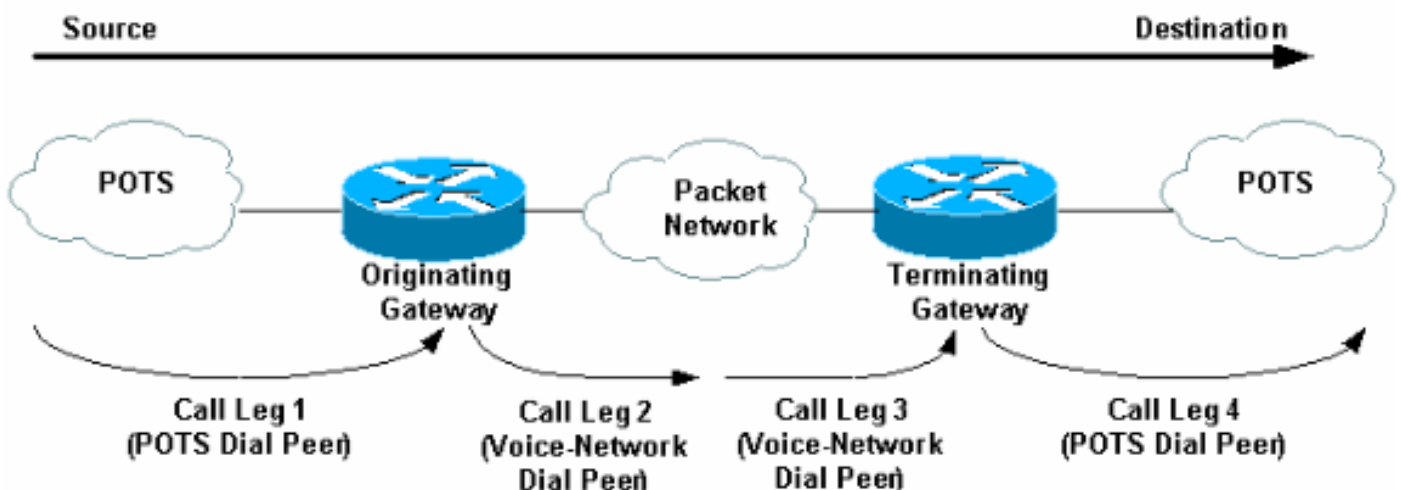 Source
Destination
POTS
Packet
Network
POTS
Originating
Gateway
Terminating
Gateway
Call Leg 1
(POTS Dial Peer)
Call Leg 2
(Voice-Network
Dial Peer)
Call Leg 3
(Voice-Network
Dial Peer)
Call Leg 4
(POTS Dial Peer)